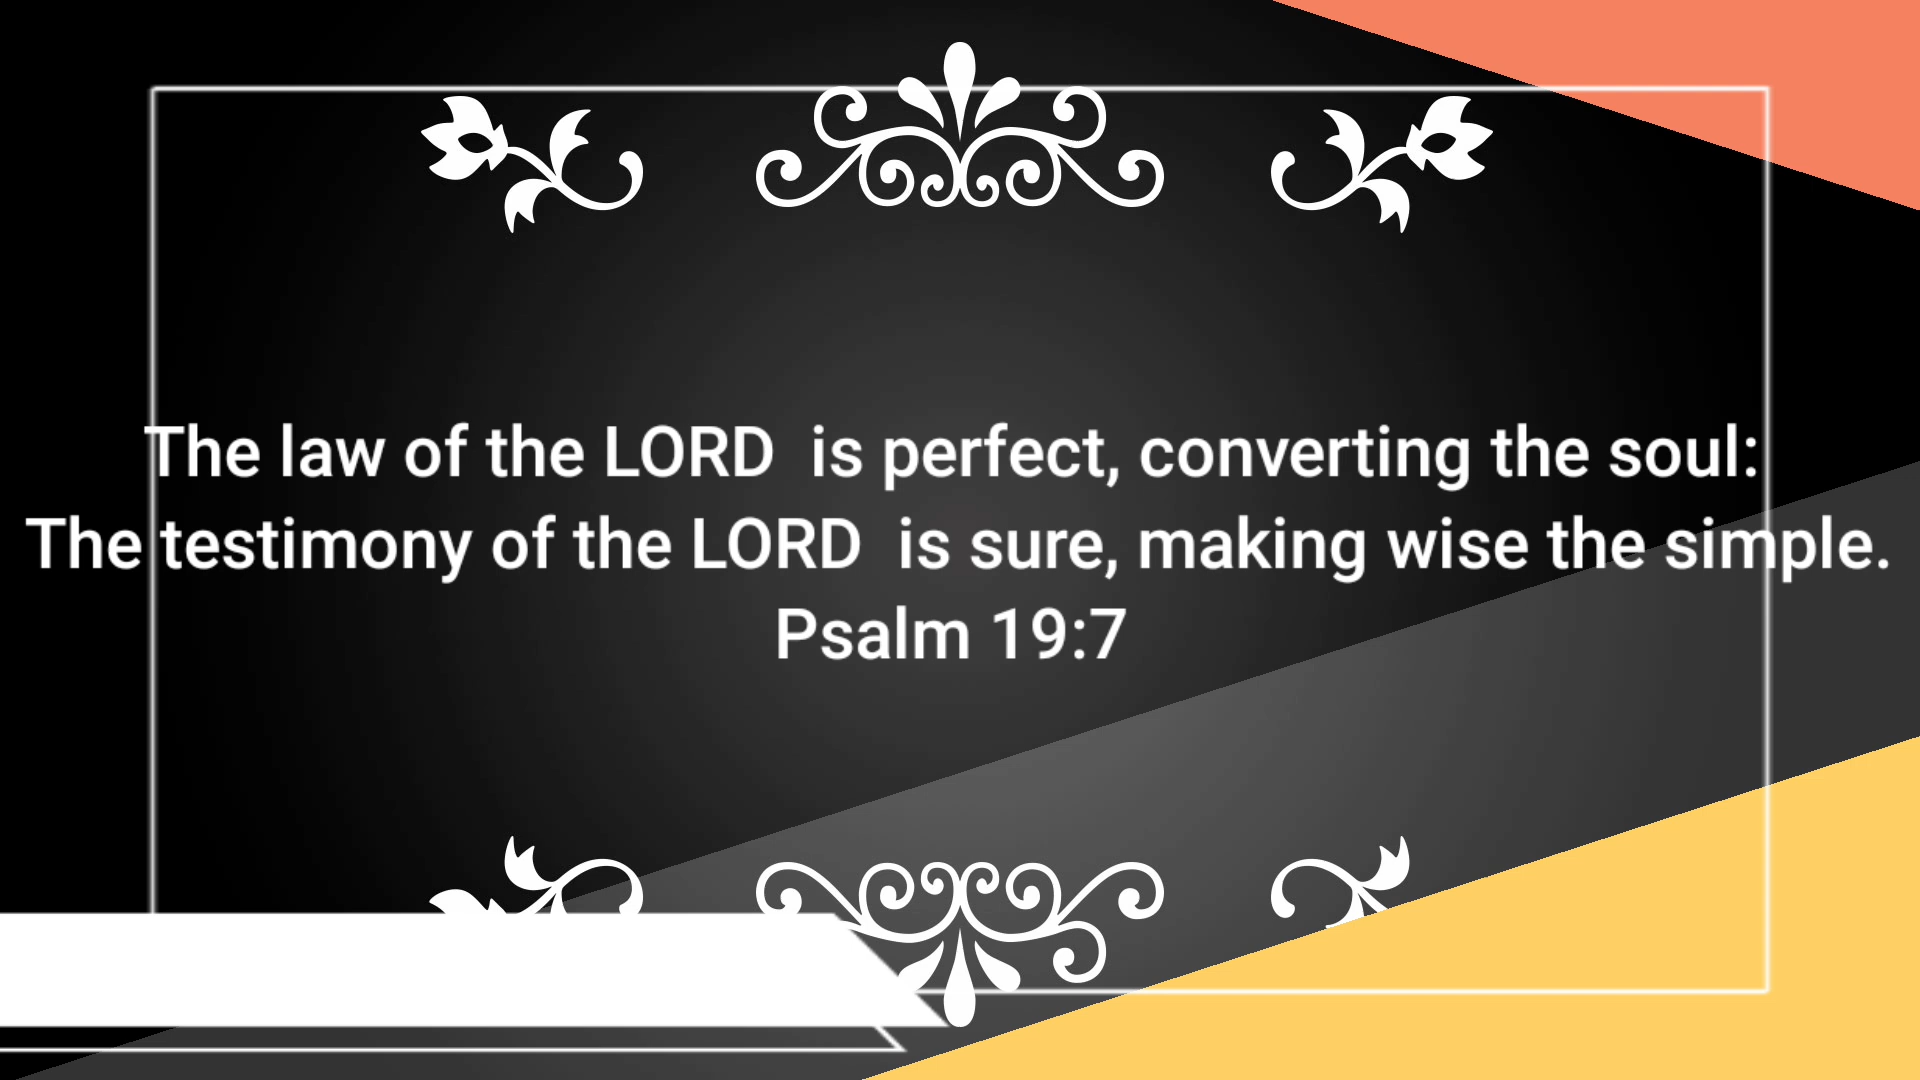 The law of the LORD  is perfect, converting the soul:
The testimony of the LORD  is sure, making wise the simple.
Psalm 19:7